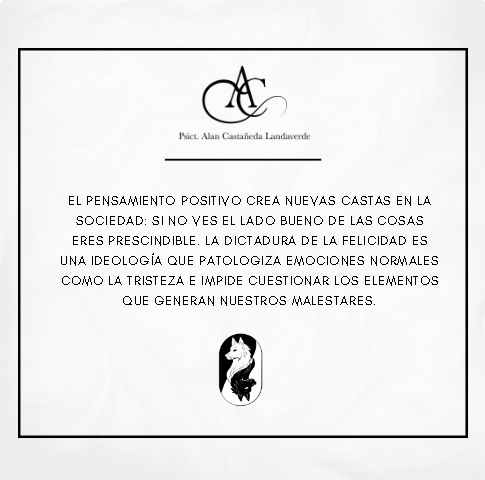 AC
Psict. Alan Castañeda Landaverde
EL PENSAMIENTO POSITIVO CREA NUEVAS CASTAS EN LA
SOCIEDAD: SI NO VES EL LADO BUENO DE LAS COSAS
ERES PRESCINDIBLE. LA DICTADURA DE LA FELICIDAD ES
UNA IDEOLOGÍA QUE PATOLOGIZA EMOCIONES NORMALES
COMO LA TRISTEZA E IMPIDE CUESTIONAR LOS ELEMENTOS
QUE GENERAN NUESTROS MALESTARES.